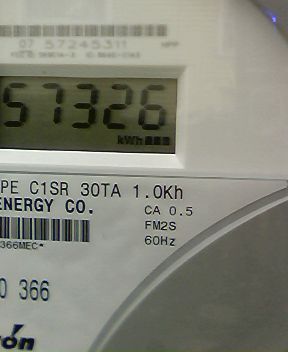 07 57245311
57326
kWh
PE C1SR 30TA 1.0Kh
ENERGY CO.
CA 0.5
FM2S
60Hz
366MEC*
0 366
rón